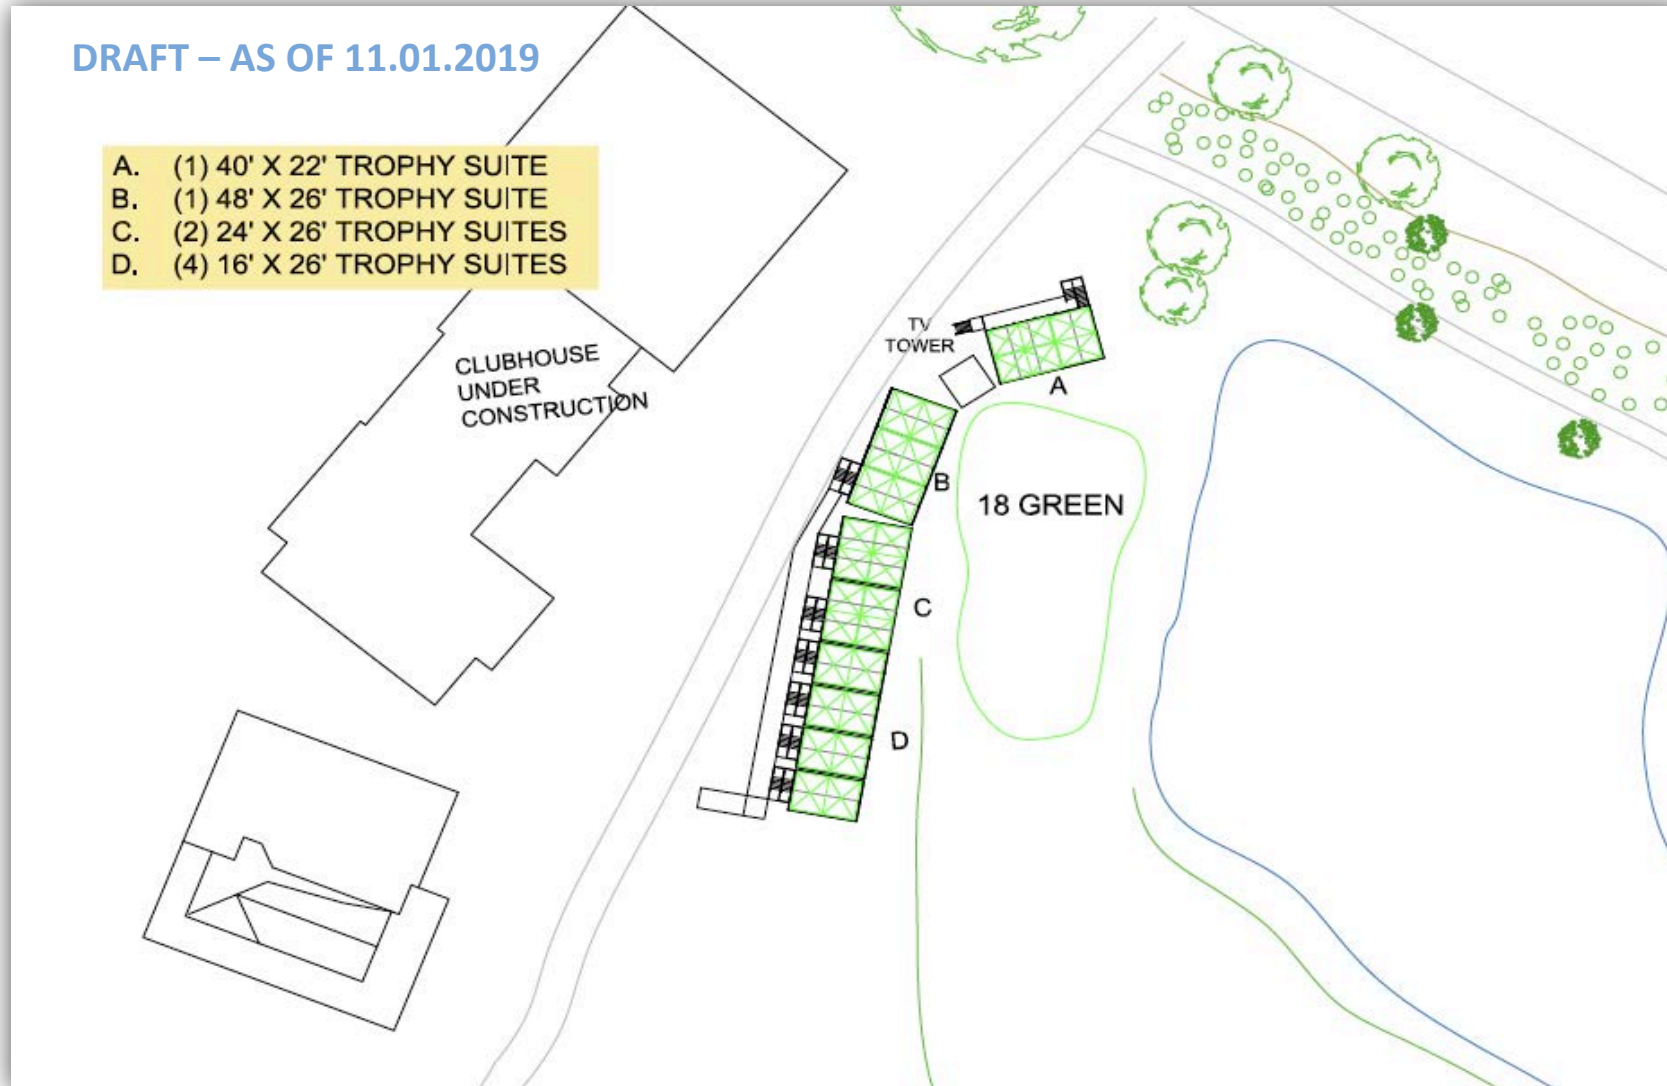 DRAFT – AS OF 11.01.2019
A. (1) 40' X 22' TROPHY SUITE
B. (1) 48' X 26' TROPHY SUITE
C. (2) 24' X 26' TROPHY SUITES
D. (4) 16' X 26' TROPHY SUITES
TV
TOWER
CLUBHOUSE
UNDER
CONSTRUCTION
A
B
18 GREEN
C
D